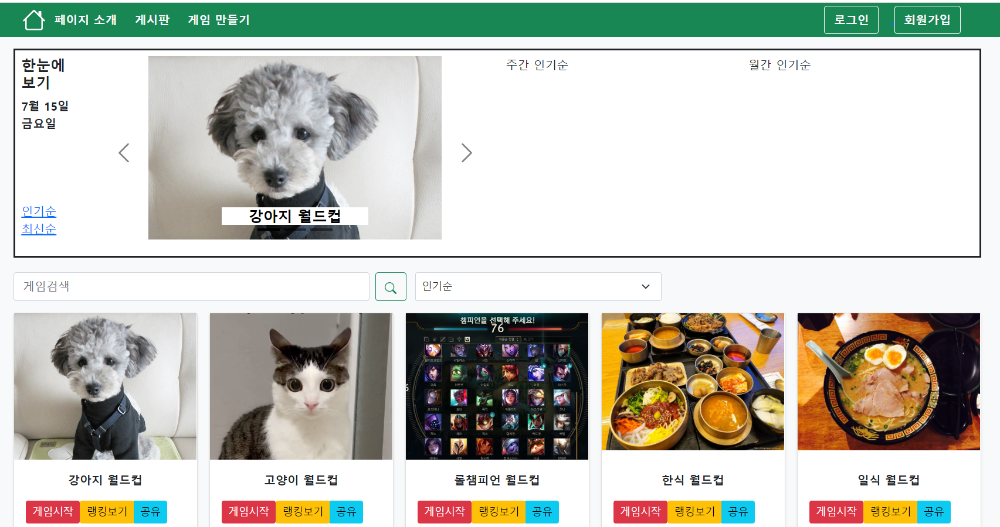 페이지 소개 게시판 게임 만들기 로그인 회원가입
한눈에
보기
7월 15일
금요일
인기순
최신순
강아지 월드컵
주간 인기순
월간 인기순
게임검색
인기순
챔피언을 선택해 주세요!
76
강아지 월드컵
게임시작 랭킹보기 공유
고양이 월드컵
게임시작 랭킹보기 공유
롤챔피언 월드컵
게임시작 랭킹보기 공유
한식 월드컵
게임시작 랭킹보기 공유
일식 월드컵
게임시작 랭킹보기 공유